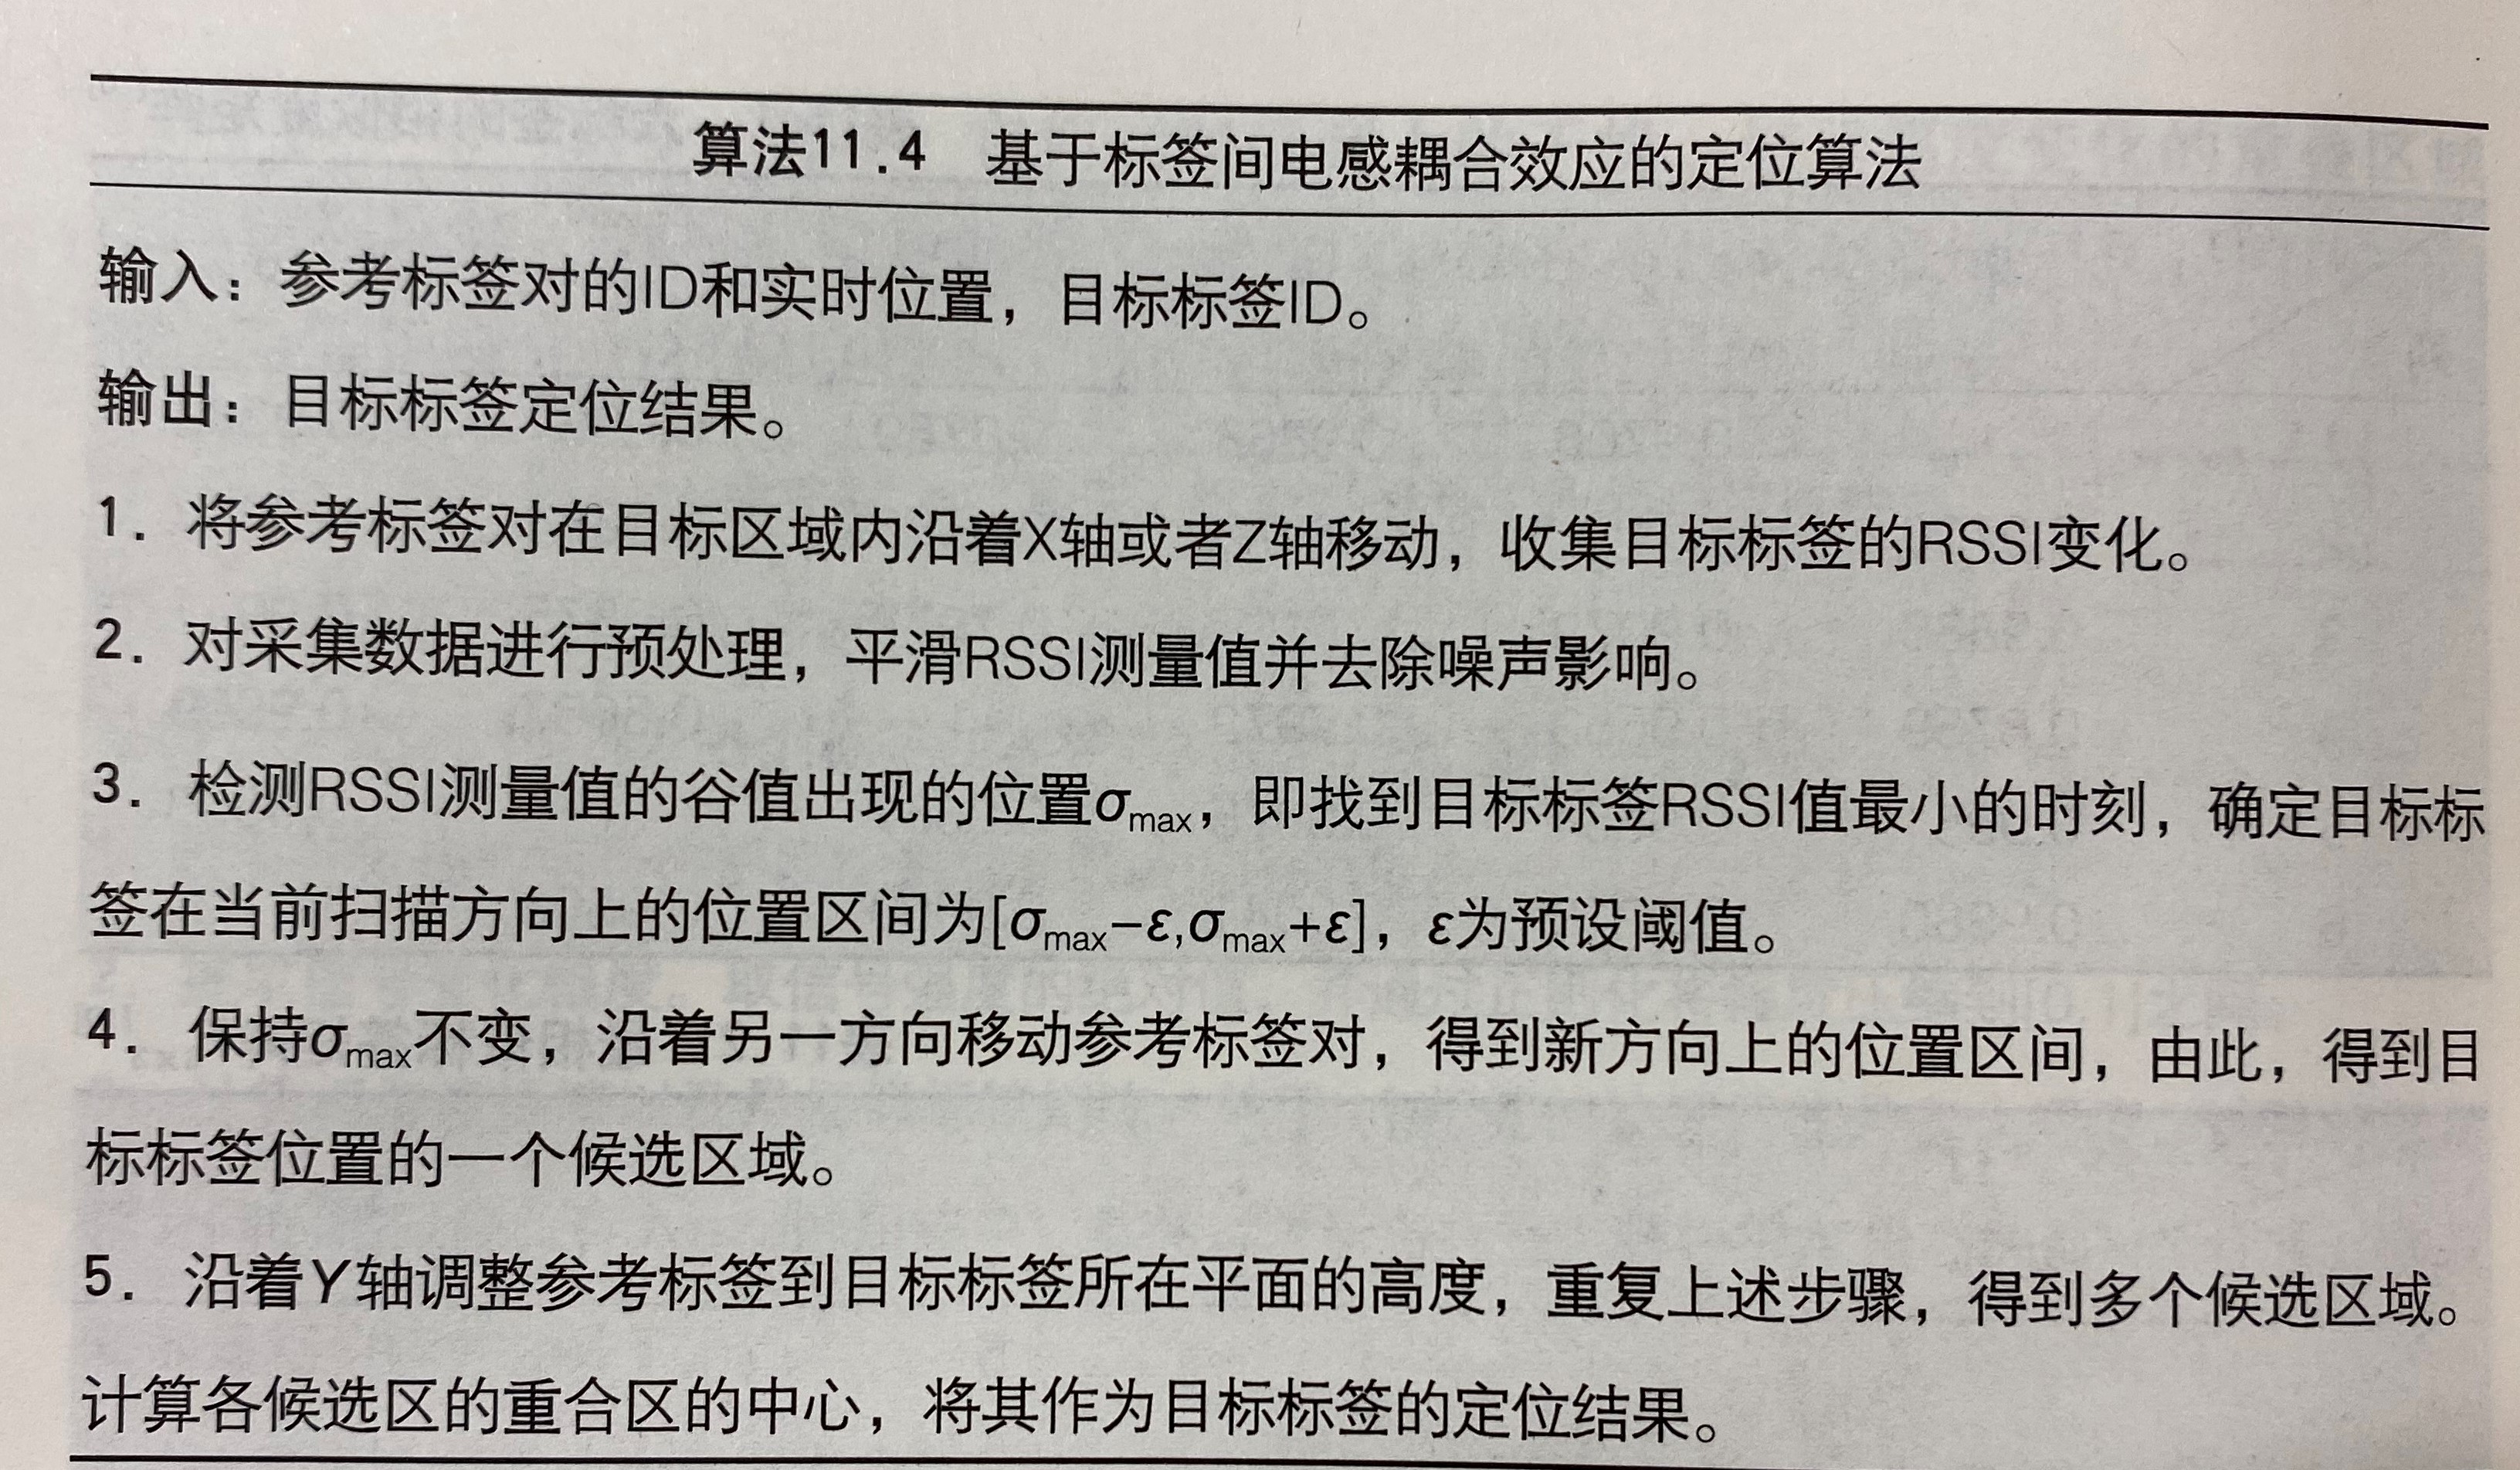 算法11.4 基于标签间电感耦合效应的定位算法
输入：参考标签对的ID和实时位置，目标标签ID。
输出：目标标签定位结果。
1. 将参考标签对在目标区域内沿着X轴或者Z轴移动，收集目标标签的RSSI变化。
2. 对采集数据进行预处理，平滑RSSI测量值并去除噪声影响。
3. 检测RSSI测量值的谷值出现的位置σmax，即找到目标标签RSSI值最小的时刻，确定目标标
签在当前扫描方向上的位置区间为[σmax−ε,σmax+ε]，ε为预设阈值。
4. 保持σmax不变，沿着另一方向移动参考标签对，得到新方向上的位置区间，由此，得到目
标标签位置的一个候选区域。
5. 沿着Y轴调整参考标签到目标标签所在平面的高度，重复上述步骤，得到多个候选区域。
计算各候选区的重合区的中心，将其作为目标标签的定位结果。